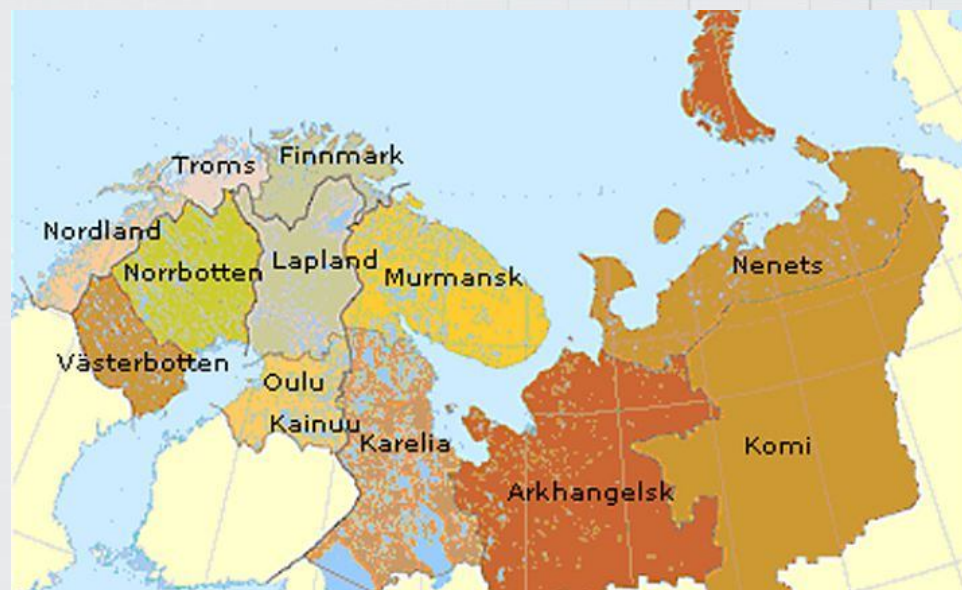 Troms
Finnmark
Nordland
Norrbotten
Lapland
Murmansk
Nenets
Västerbotten
Oulu
Kainuu
Karelia
Komi
Arkhangelsk